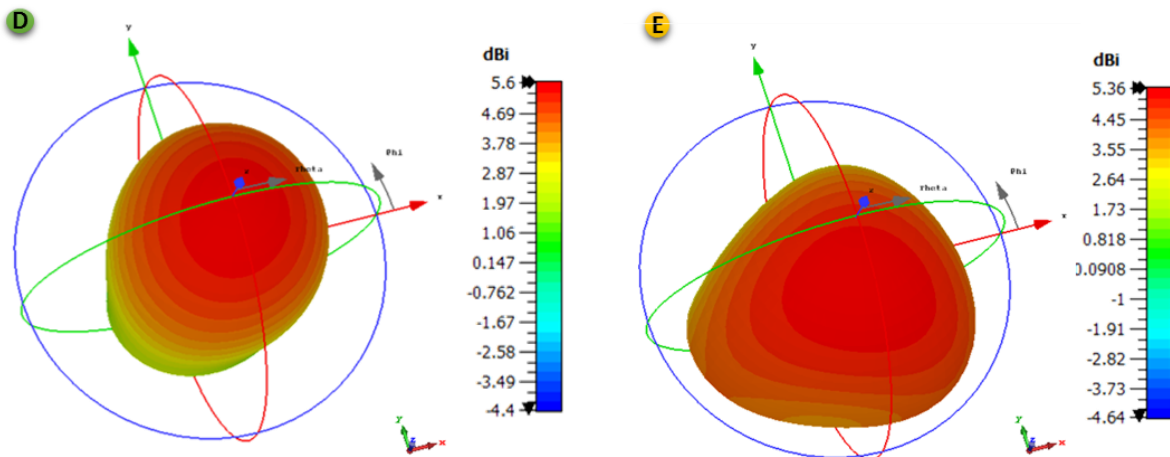 D
y
z
Theta
Phi
x
dBi
5.6
4.69
3.78
2.87
1.97
1.06
0.147
-0.762
-1.67
-2.58
-3.49
-4.4
y
z
x
E
y
z
Theta
Phi
x
dBi
5.36
4.45
3.55
2.64
1.73
0.818
0.0908
-1
-1.91
-2.82
-3.73
-4.64
y
z
x